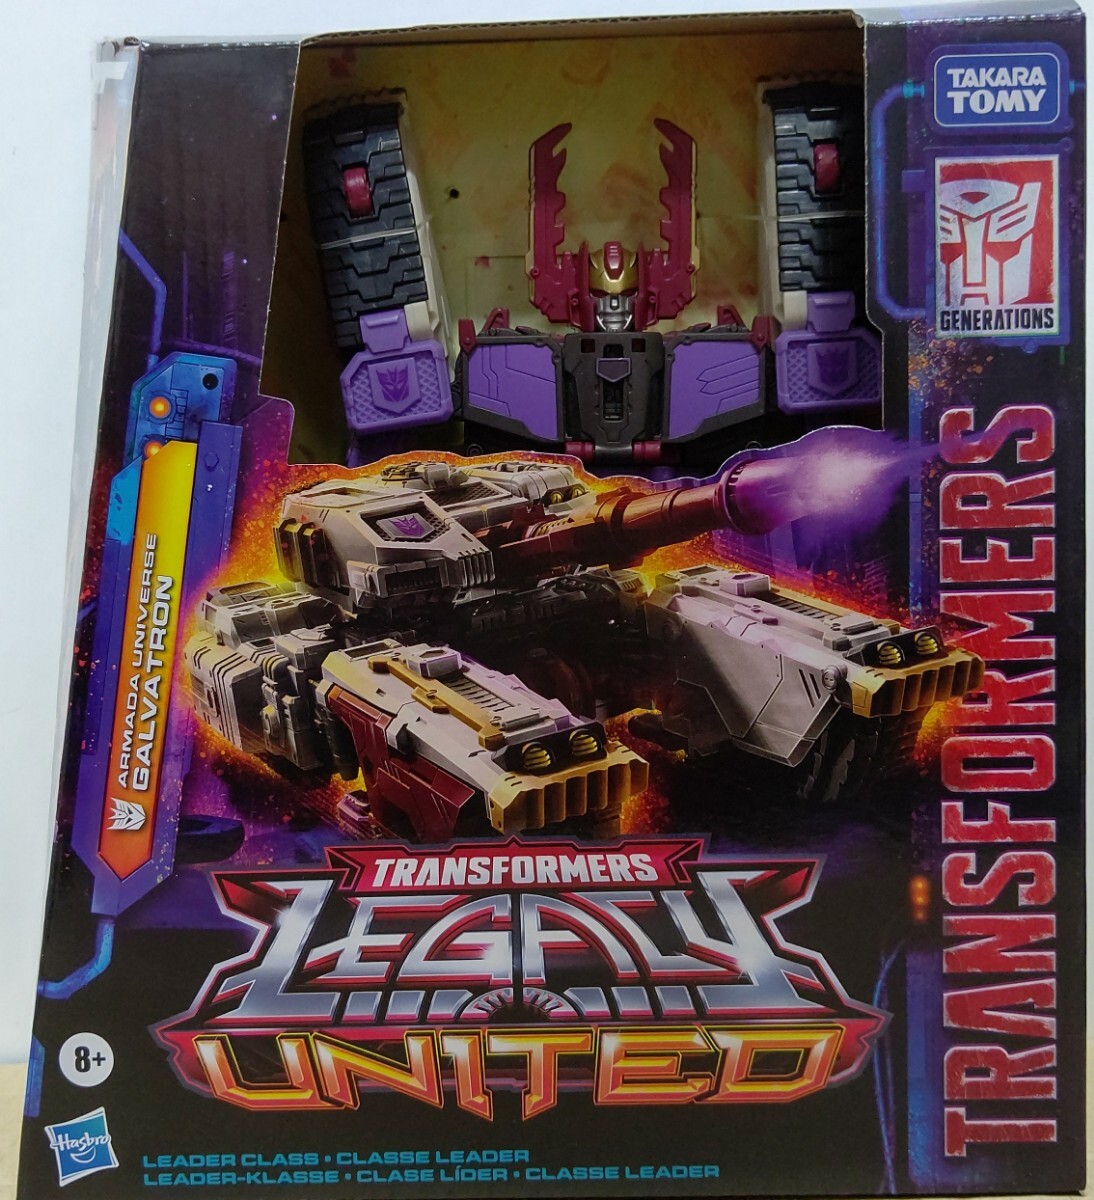 TAKARA
TOMY
GENERATIONS
TRANSFORMERS
ARMADA UNIVERSE
GALVATRON
TRANSFORMERS
LEGACY
UNITED
8+
Hasbro
LEADER CLASS • CLASSE LEADER
LEADER-KLASSE • CLASE LÍDER • CLASSE LEADER